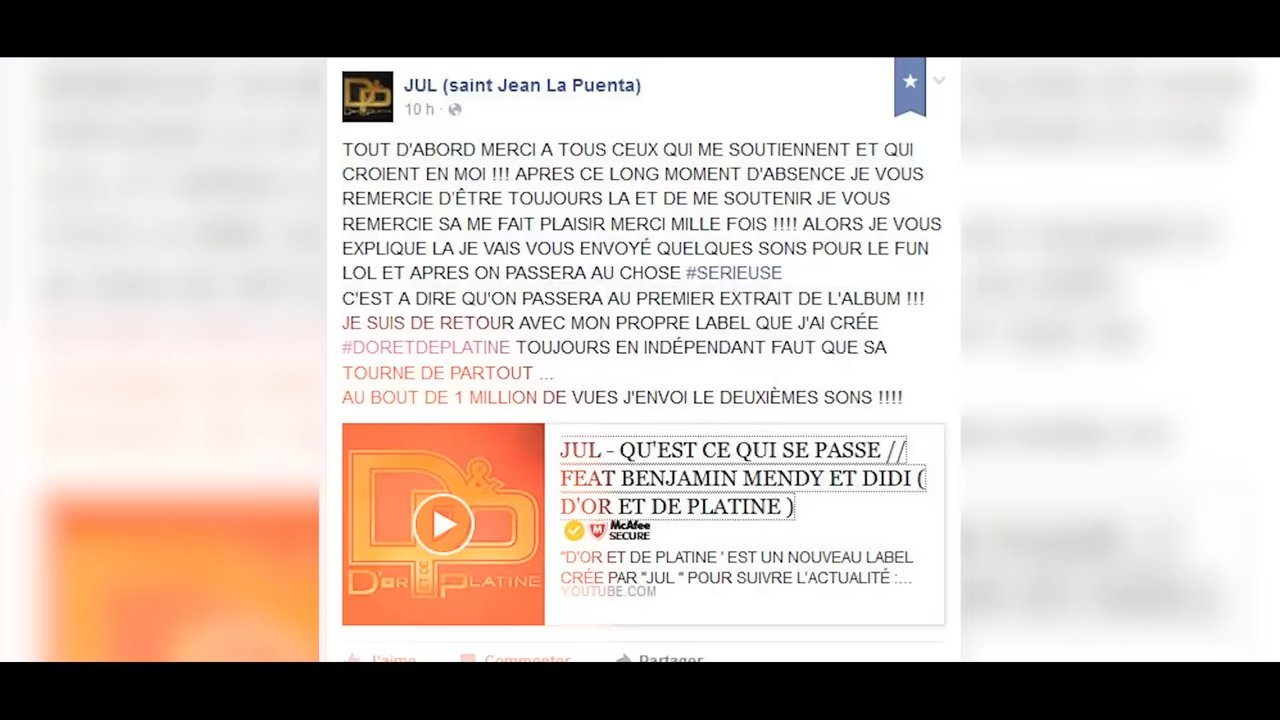 JUL (saint Jean La Puenta)
10 h ·
TOUT D'ABORD MERCI A TOUS CEUX QUI ME SOUTIENNENT ET QUI
CROIENT EN MOI !!! APRES CE LONG MOMENT D'ABSENCE JE VOUS
REMERCIE D'ÊTRE TOUJOURS LA ET DE ME SOUTENIR JE VOUS
REMERCIE SA ME FAIT PLAISIR MERCI MILLE FOIS !!!! ALORS JE VOUS
EXPLIQUE LA JE VAIS VOUS ENVOYÉ QUELQUES SONS POUR LE FUN
LOL ET APRES ON PASSERA AU CHOSE #SERIEUSE
C'EST A DIRE QU'ON PASSERA AU PREMIER EXTRAIT DE L'ALBUM !!!
JE SUIS DE RETOUR AVEC MON PROPRE LABEL QUE J'AI CRÉE
#DORETDEPLATINE TOUJOURS EN INDÉPENDANT FAUT QUE SA
TOURNE DE PARTOUT ...
AU BOUT DE 1 MILLION DE VUES J'ENVOI LE DEUXIÈMES SONS !!!!
D&P
D'OR ET DE PLATINE
JUL - QU'EST CE QUI SE PASSE //
FEAT BENJAMIN MENDY ET DIDI (
D'OR ET DE PLATINE )
McAfee
SECURE
"D'OR ET DE PLATINE ' EST UN NOUVEAU LABEL
CRÉE PAR "JUL " POUR SUIVRE L'ACTUALITÉ :...
YOUTUBE.COM
J'aime Commenter Partager